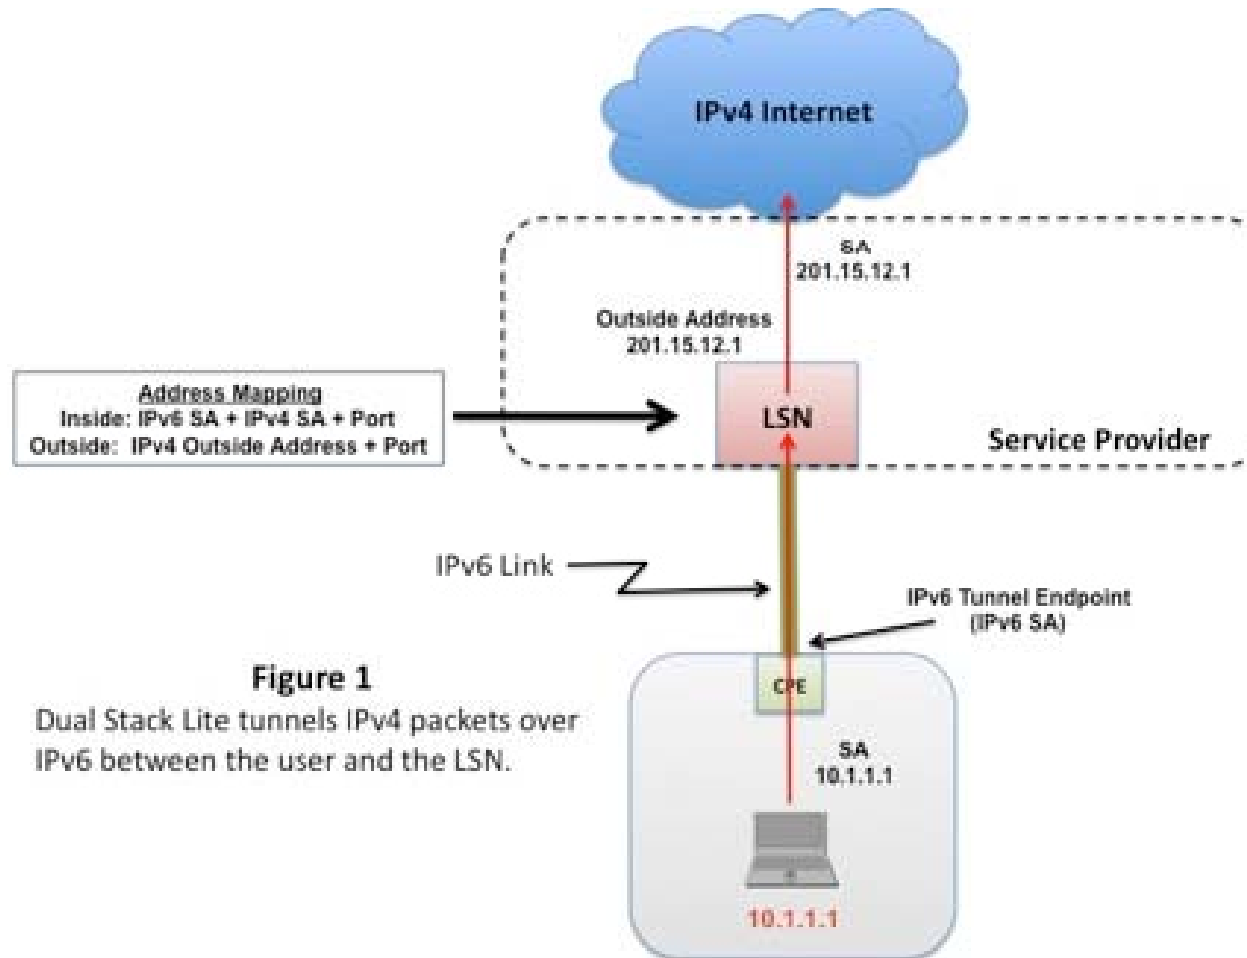 IPv4 Internet
SA
201.15.12.1
Outside Address
201.15.12.1
Address Mapping
Inside: IPv6 SA + IPv4 SA + Port
Outside: IPv4 Outside Address + Port
LSN
Service Provider
IPv6 Link
IPv6 Tunnel Endpoint
(IPv6 SA)
CPE
Figure 1
Dual Stack Lite tunnels IPv4 packets over
IPv6 between the user and the LSN.
SA
10.1.1.1
10.1.1.1